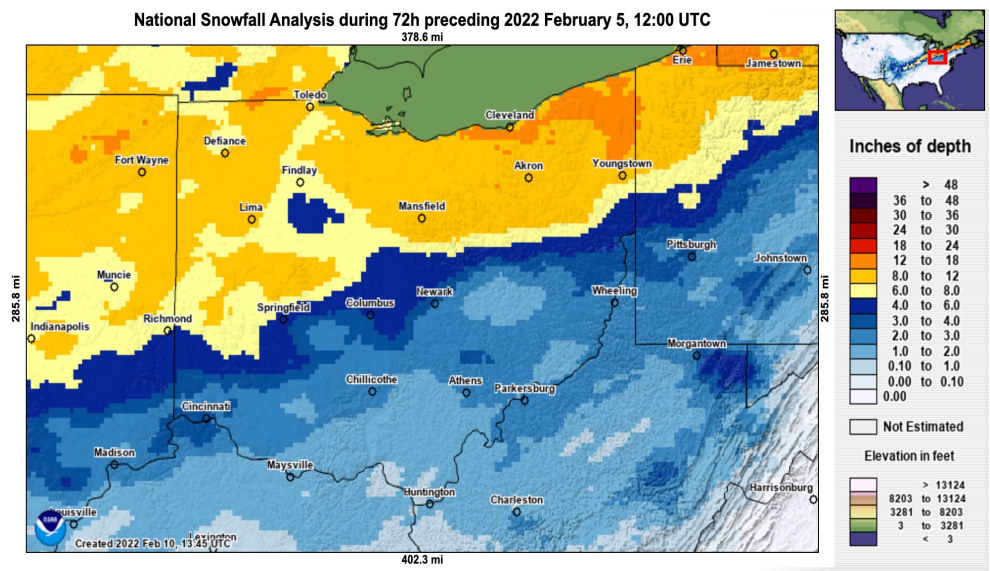 National Snowfall Analysis during 72h preceding 2022 February 5, 12:00 UTC
378.6 mi
Erie
Jamestown
Toledo
Cleveland
Defiance
Fort Wayne
Findlay
Akron
Youngstown
Lima
Mansfield
Pittsburgh
Johnstown
Muncie
285.8 mi
285.8 mi
Newark
Wheeling
Springfield
Columbus
Richmond
Indianapolis
Morgantown
Chillicothe
Athens
Parkersburg
Cincinnati
Madison
Maysville
Huntington
Charleston
Harrisonburg
Louisville
NOAA
Lexington
Created 2022 Feb 10, 13:45 UTC
402.3 mi
Inches of depth
> 48
36 to 48
30 to 36
24 to 30
18 to 24
12 to 18
8.0 to 12
6.0 to 8.0
4.0 to 6.0
3.0 to 4.0
2.0 to 3.0
1.0 to 2.0
0.10 to 1.0
0.00 to 0.10
0.00
Not Estimated
Elevation in feet
> 13124
8203 to 13124
3281 to 8203
3 to 3281
< 3